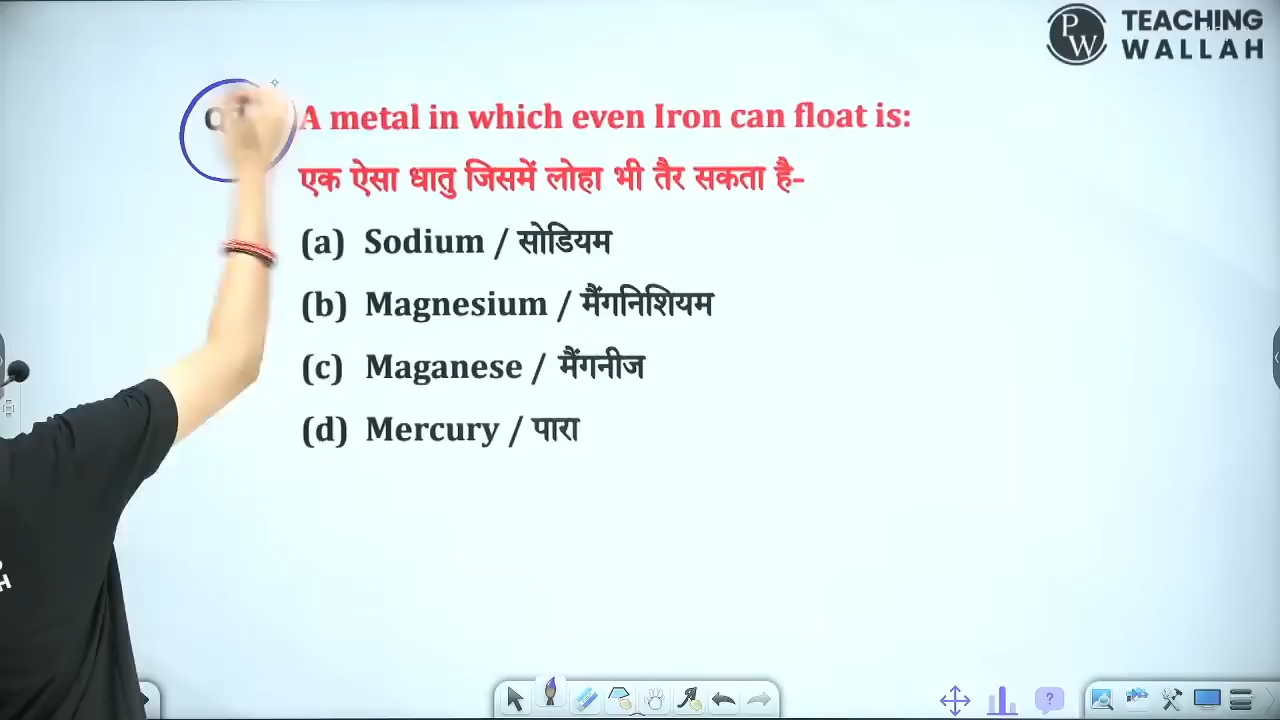 TEACHING
WALLAH
PW
A metal in which even Iron can float is:
एक ऐसा धातु जिसमें लोहा भी तैर सकता है-
(a) Sodium / सोडियम
(b) Magnesium / मैंगनिशियम
(c) Maganese / मैंगनीज
(d) Mercury / पारा